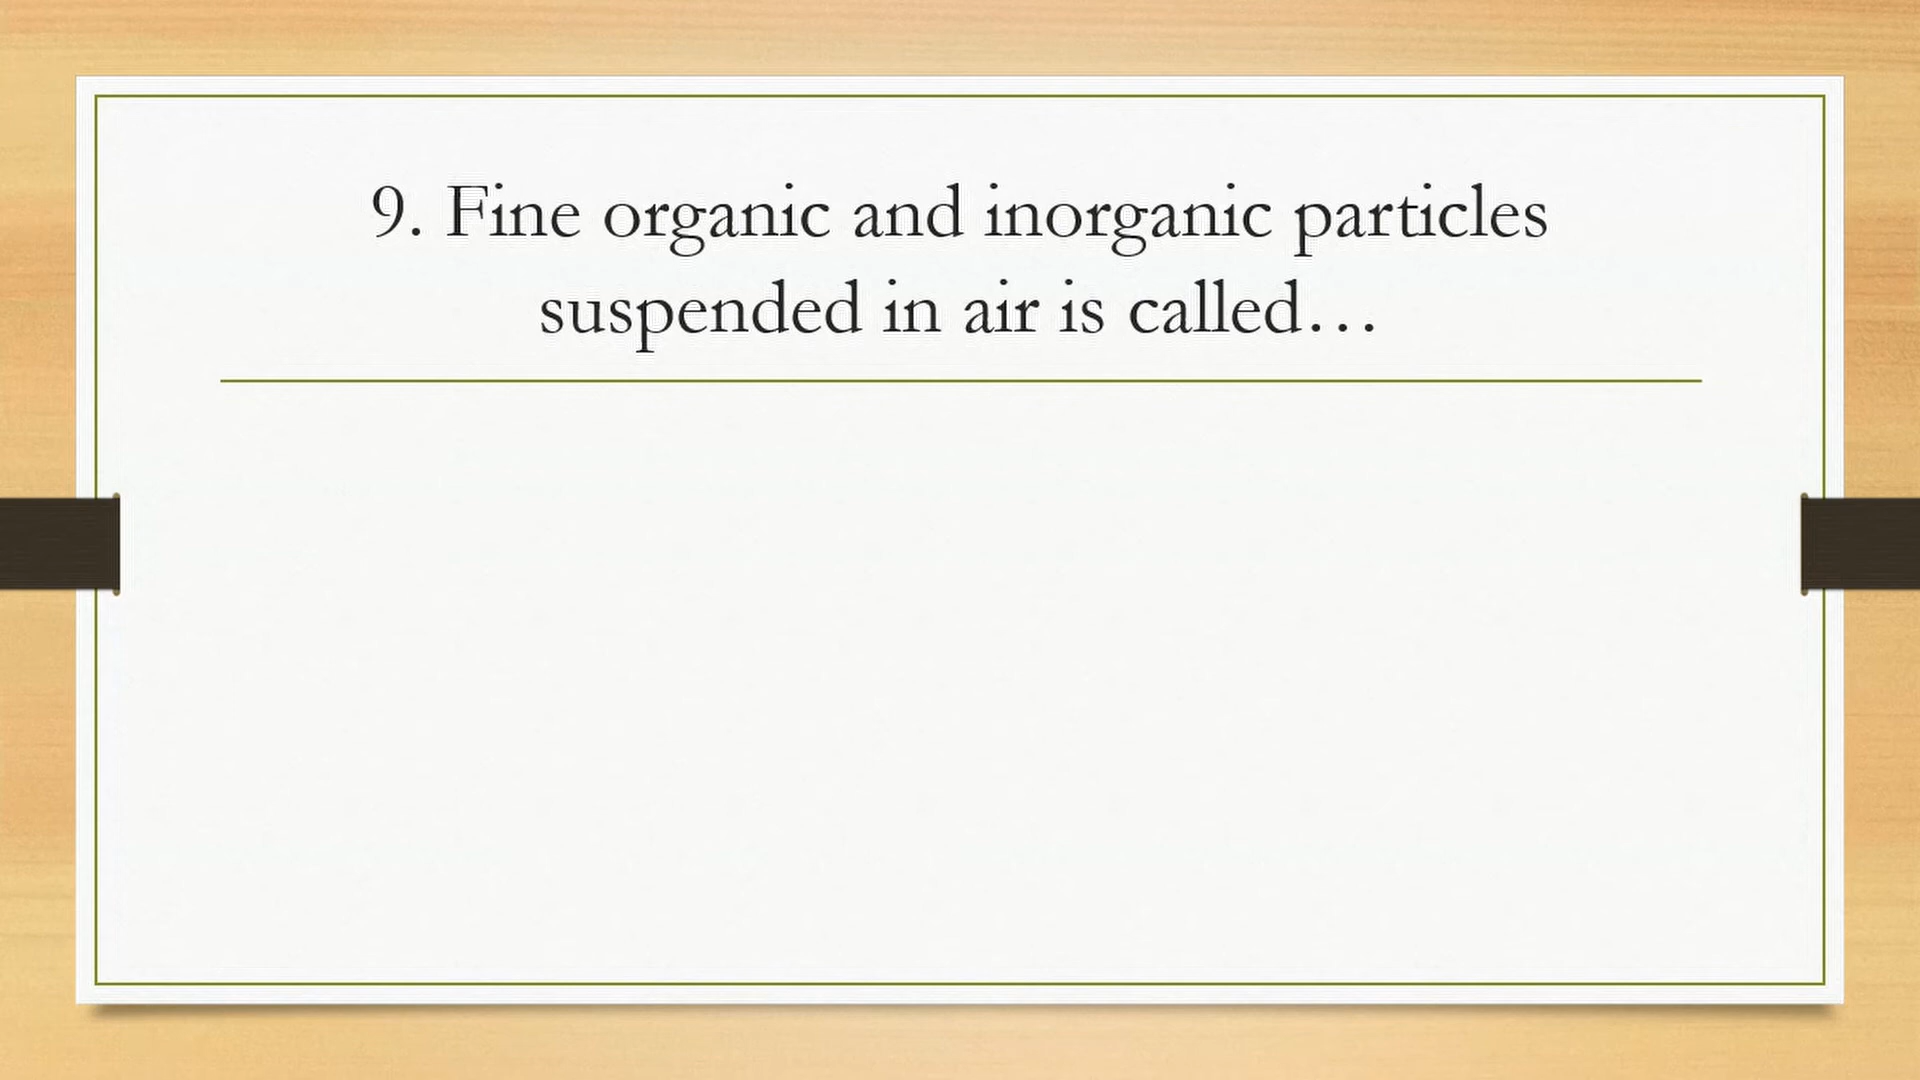 9. Fine organic and inorganic particles
suspended in air is called…